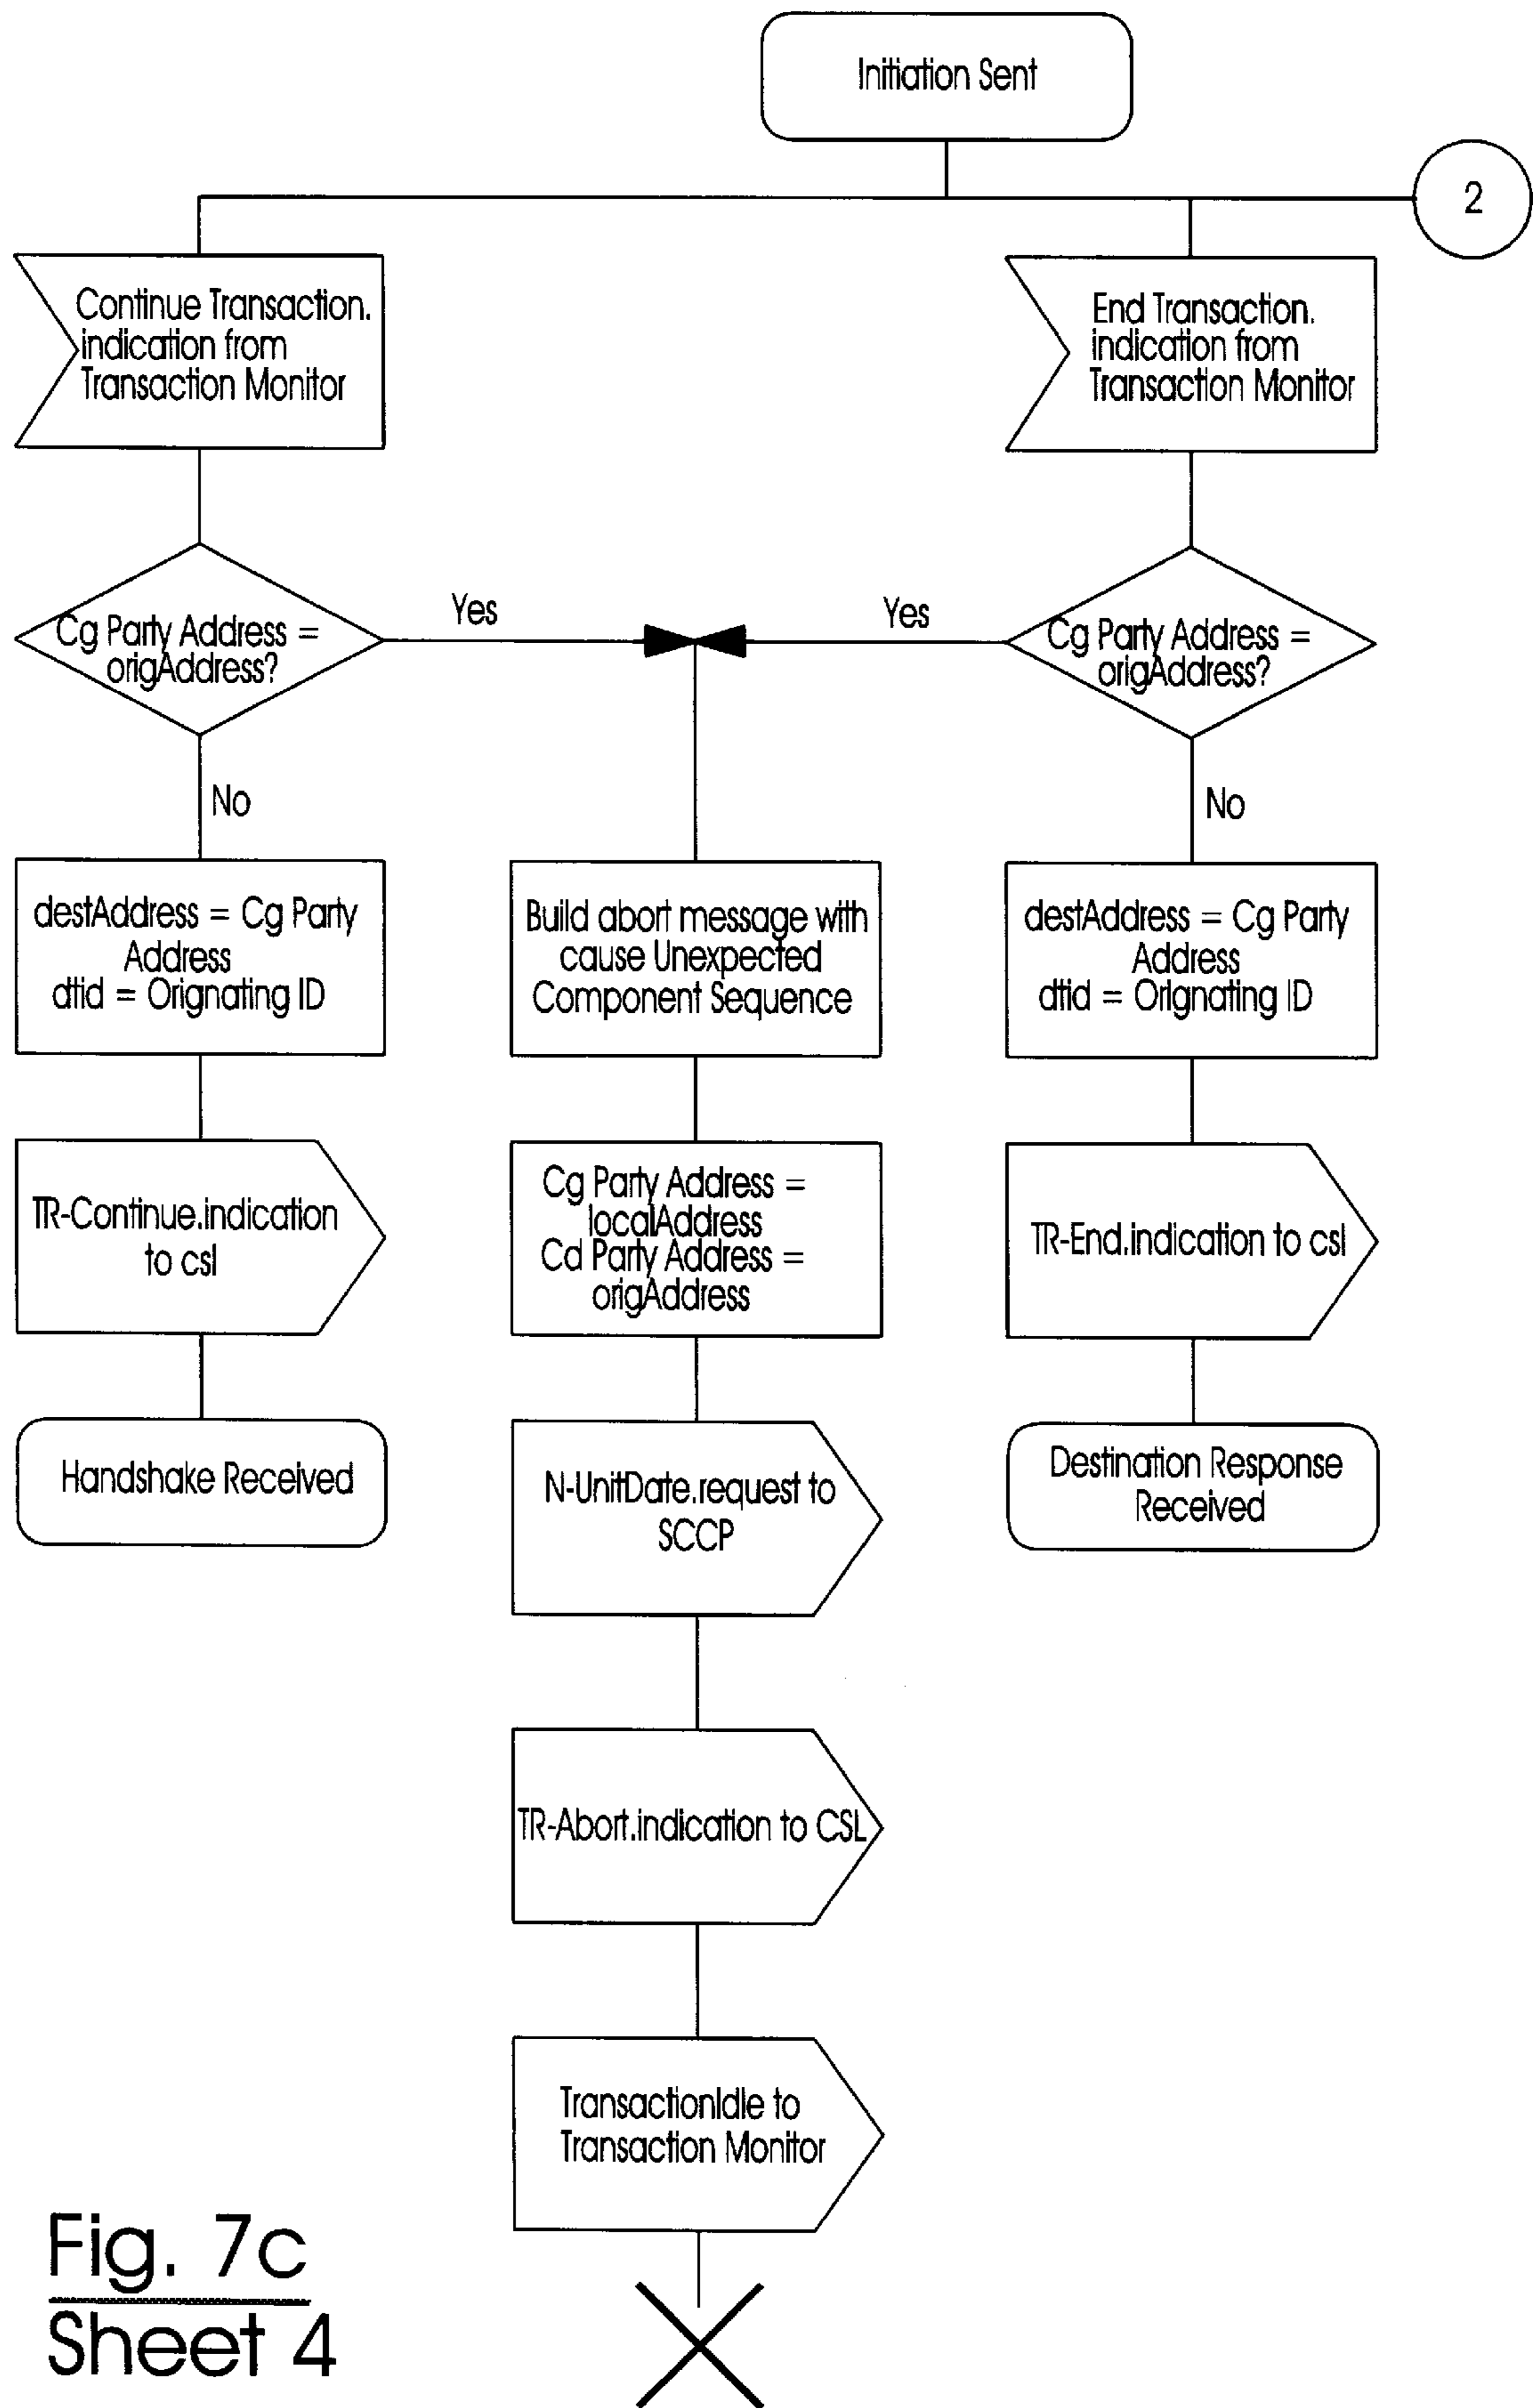 Initiation Sent
2
Continue Transaction.
indication from
Transaction Monitor
End Transaction.
indication from
Transaction Monitor
Cg Party Address =
origAddress?
Yes
Yes
Cg Party Address =
origAddress?
No
No
destAddress = Cg Party
Address
dtid = Orignating ID
Build abort message with
cause Unexpected
Component Sequence
destAddress = Cg Party
Address
dtid = Orignating ID
TR-Continue.indication
to csl
Cg Party Address =
localAddress
Cd Party Address =
origAddress
TR-End.indication to csl
Handshake Received
N-UnitDate.request to
SCCP
Destination Response
Received
TR-Abort.indication to CSL
TransactionIdle to
Transaction Monitor
Fig. 7c
Sheet 4